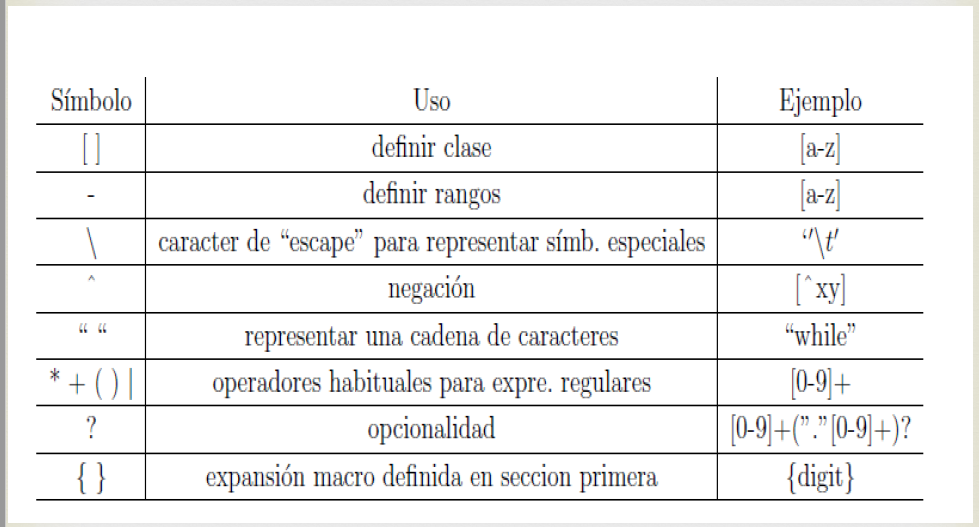 Símbolo Uso Ejemplo
[ ] definir clase [a-z]
- definir rangos [a-z]
\ caracter de “escape” para representar símb. especiales ‘′\t′
ˆ negación [ˆxy]
“ “ representar una cadena de caracteres “while”
* + ( ) | operadores habituales para expre. regulares [0-9]+
? opcionalidad [0-9]+(”.”[0-9]+)?
{ } expansión macro definida en seccion primera {digit}